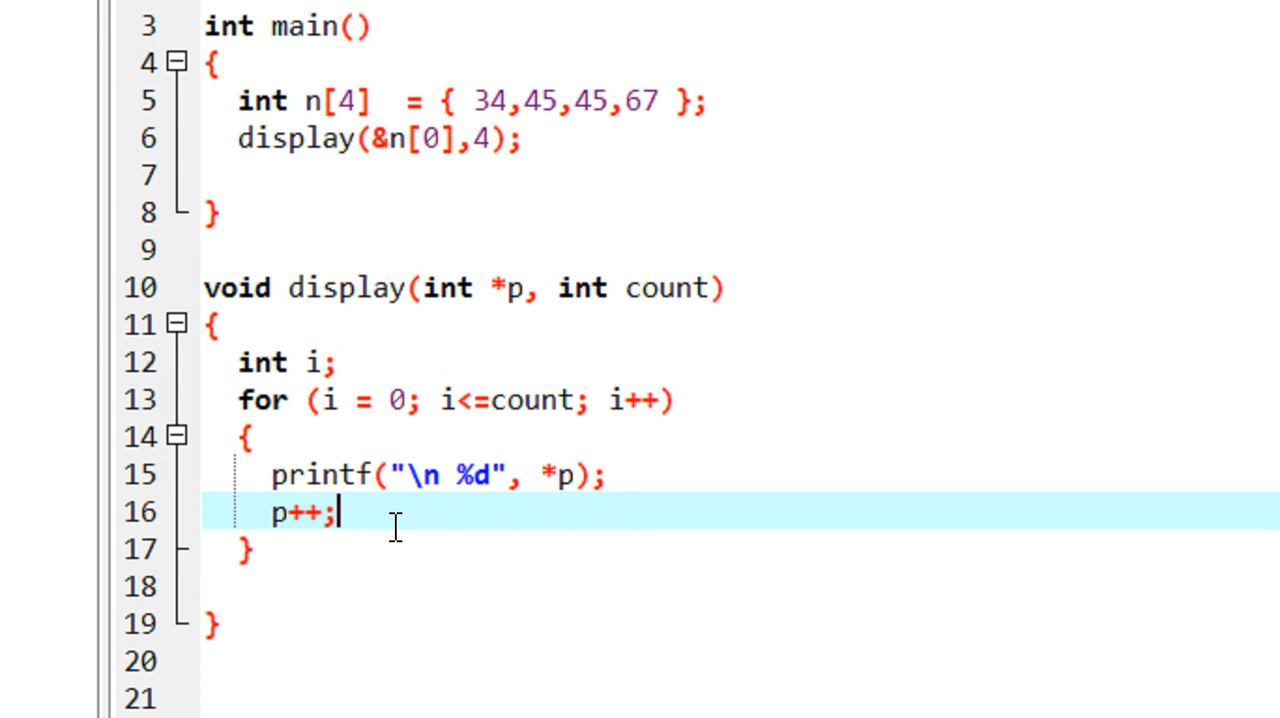 3 int main()
4 {
5 int n[4]  = { 34,45,45,67 };
6 display(&n[0],4);
7
8 }
9
10 void display(int *p, int count)
11 {
12 int i;
13 for (i = 0; i<=count; i++)
14 {
15 printf("\n %d", *p);
16 p++;
17 }
18
19 }
20
21